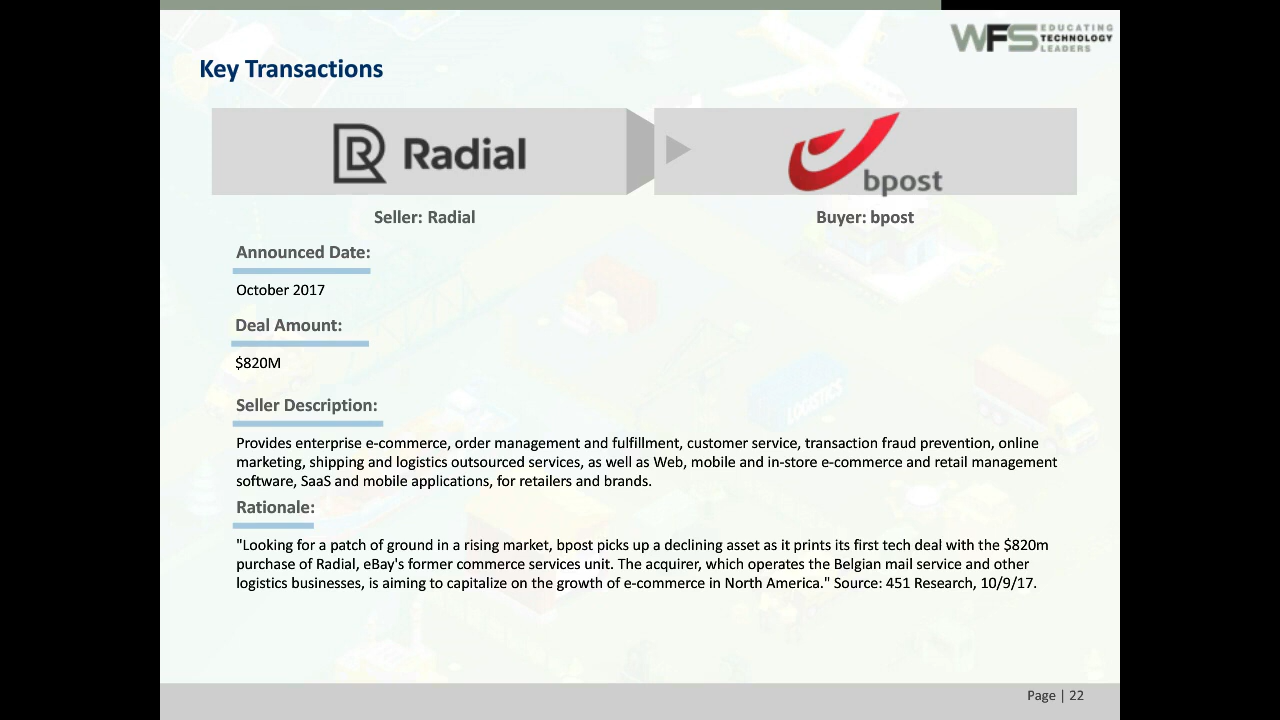 WFS EDUCATING
TECHNOLOGY
LEADERS
Key Transactions
Radial
bpost
Seller: Radial
Buyer: bpost
Announced Date:
October 2017
Deal Amount:
$820M
LOGISTICS
Seller Description:
Provides enterprise e-commerce, order management and fulfillment, customer service, transaction fraud prevention, online
marketing, shipping and logistics outsourced services, as well as Web, mobile and in-store e-commerce and retail management
software, SaaS and mobile applications, for retailers and brands.
Rationale:
"Looking for a patch of ground in a rising market, bpost picks up a declining asset as it prints its first tech deal with the $820m
purchase of Radial, eBay's former commerce services unit. The acquirer, which operates the Belgian mail service and other
logistics businesses, is aiming to capitalize on the growth of e-commerce in North America." Source: 451 Research, 10/9/17.
Page | 22